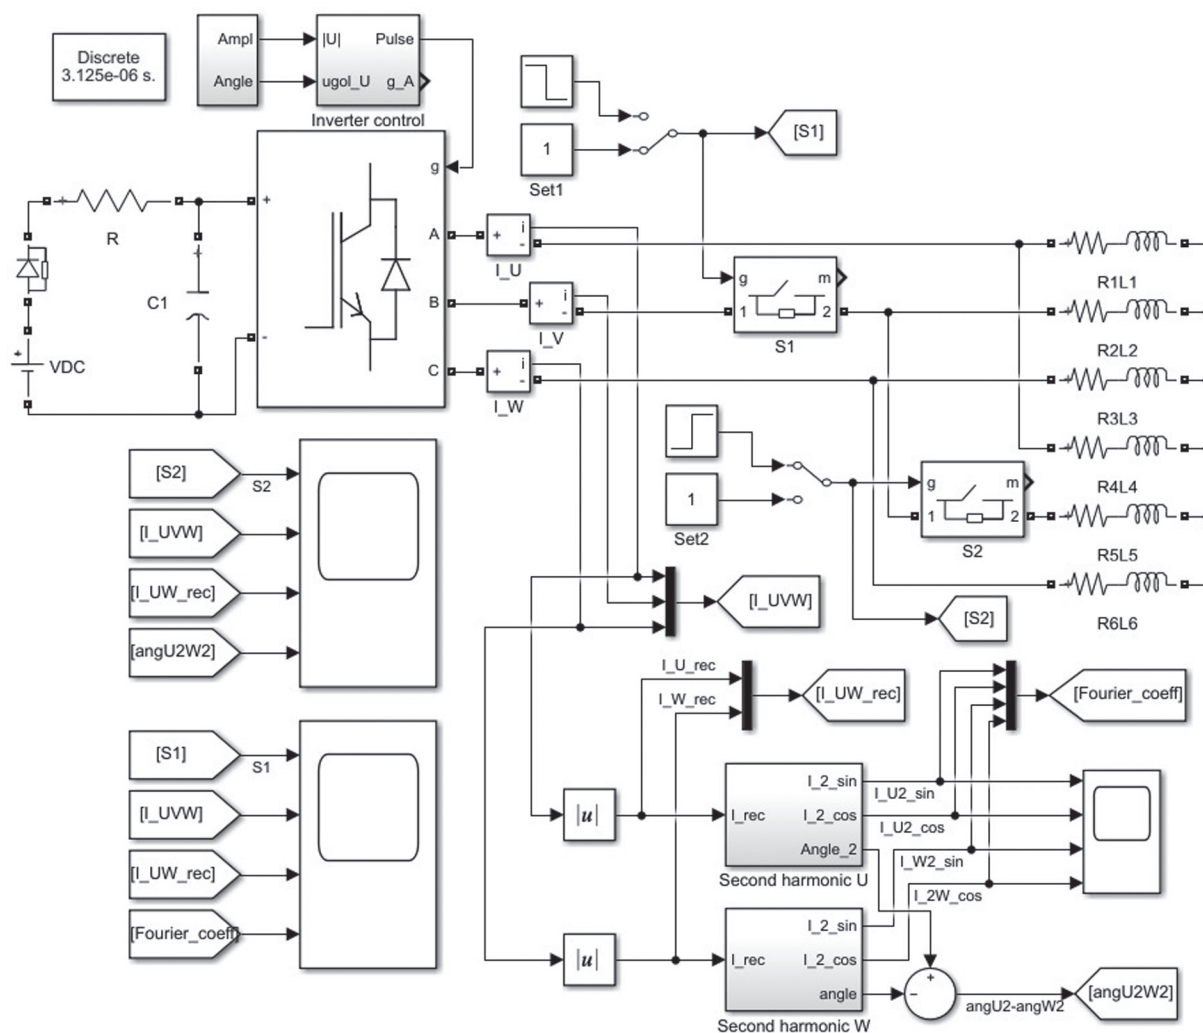 Discrete
3.125e-06 s.
Ampl
Angle
|U|
Pulse
ugol_U
g_A
Inverter control
1
Set1
[S1]
g
+
-
A
B
C
+
R
+
C1
+
VDC
+
i
-
I_U
+
i
-
I_V
+
i
-
I_W
g
m
1
2
S1
+
R1L1
+
R2L2
+
R3L3
+
R4L4
+
R5L5
+
R6L6
1
Set2
g
m
1
2
S2
[S2]
[S2]
S2
[I_UVW]
[I_UW_rec]
[angU2W2]
[I_UVW]
I_U_rec
I_W_rec
[I_UW_rec]
[Fourier_coeff]
[S1]
S1
[I_UVW]
[I_UW_rec]
[Fourier_coeff]
|u|
I_rec
I_2_sin
I_2_cos
Angle_2
Second harmonic U
I_U2_sin
I_U2_cos
I_W2_sin
I_2W_cos
|u|
I_rec
I_2_sin
I_2_cos
angle
Second harmonic W
+
−
angU2-angW2
[angU2W2]